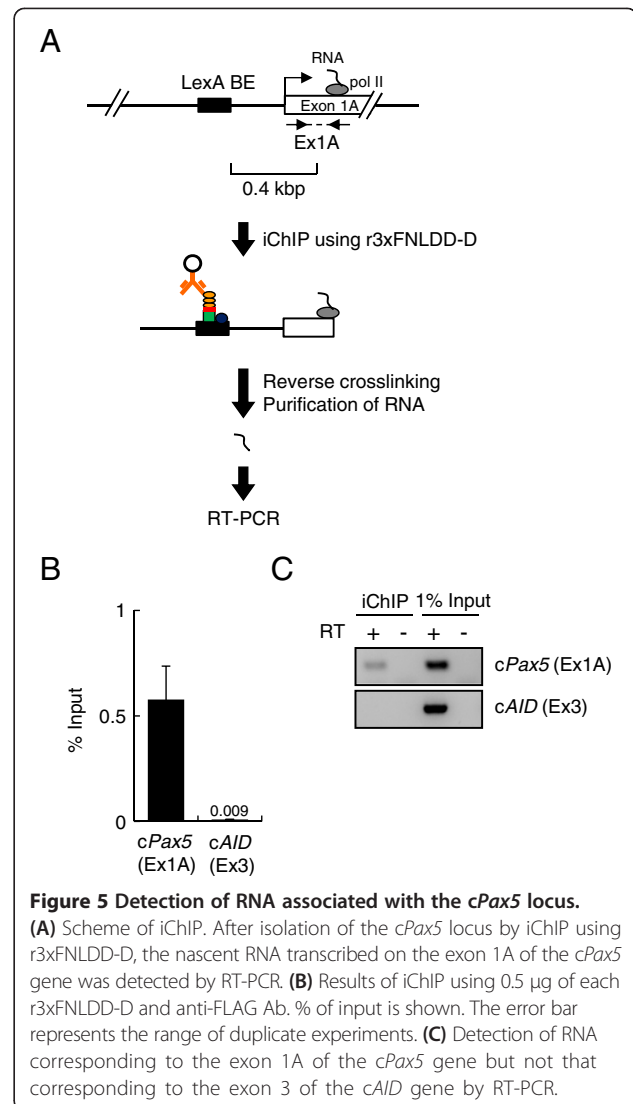 A
RNA
LexA BE
pol II
Exon 1A
Ex1A
0.4 kbp
iChIP using r3xFNLDD-D
Reverse crosslinking
Purification of RNA
RT-PCR
B
% Input
1
0.5
0
0.009
cPax5
(Ex1A)
cAID
(Ex3)
C
iChIP 1% Input
RT + - + -
cPax5 (Ex1A)
cAID (Ex3)
Figure 5 Detection of RNA associated with the cPax5 locus.
(A) Scheme of iChIP. After isolation of the cPax5 locus by iChIP using
r3xFNLDD-D, the nascent RNA transcribed on the exon 1A of the cPax5
gene was detected by RT-PCR. (B) Results of iChIP using 0.5 μg of each
r3xFNLDD-D and anti-FLAG Ab. % of input is shown. The error bar
represents the range of duplicate experiments. (C) Detection of RNA
corresponding to the exon 1A of the cPax5 gene but not that
corresponding to the exon 3 of the cAID gene by RT-PCR.